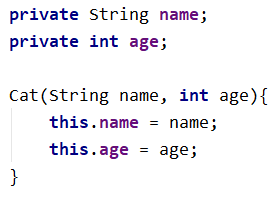 private String name;
private int age;

Cat(String name, int age){
    this.name = name;
    this.age = age;
}